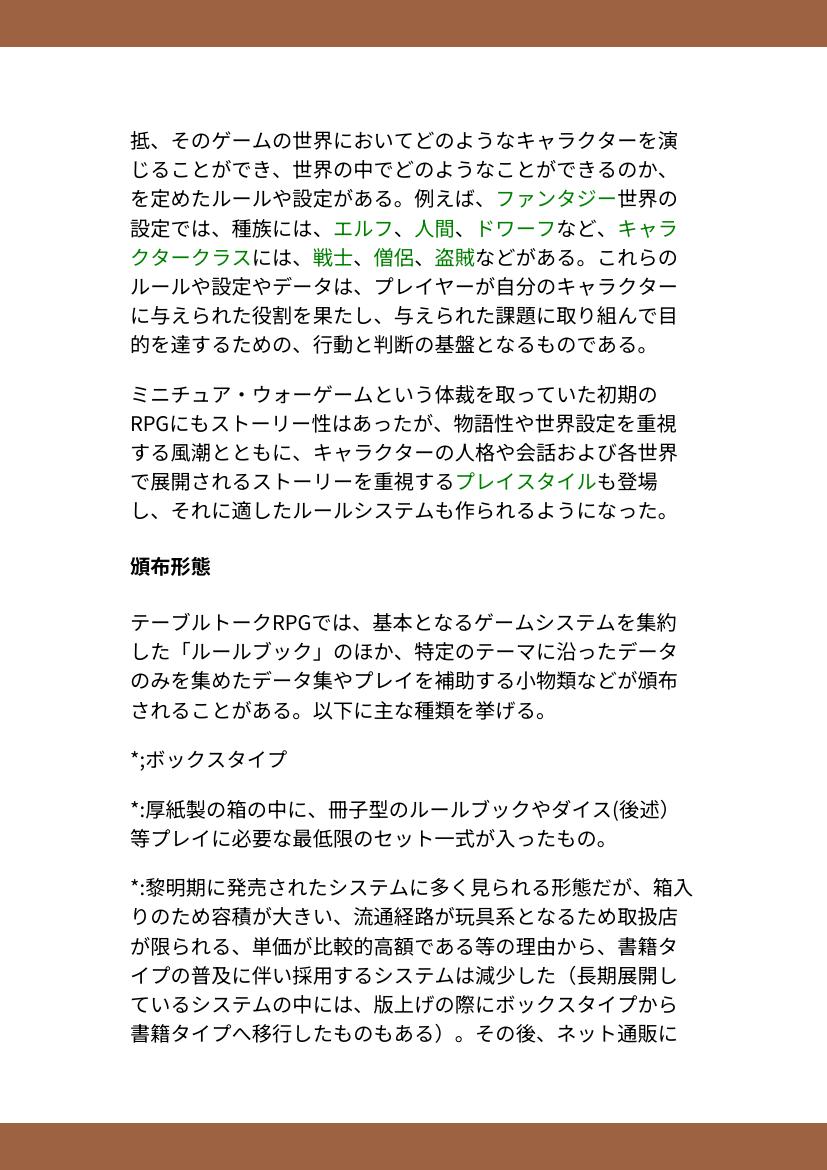 抵、そのゲームの世界においてどのようなキャラクターを演
じることができ、世界の中でどのようなことができるのか、
を定めたルールや設定がある。例えば、ファンタジー世界の
設定では、種族には、エルフ、人間、ドワーフなど、キャラ
クタークラスには、戦士、僧侶、盗賊などがある。これらの
ルールや設定やデータは、プレイヤーが自分のキャラクター
に与えられた役割を果たし、与えられた課題に取り組んで目
的を達するための、行動と判断の基盤となるものである。
ミニチュア・ウォーゲームという体裁を取っていた初期の
RPGにもストーリー性はあったが、物語性や世界設定を重視
する風潮とともに、キャラクターの人格や会話および各世界
で展開されるストーリーを重視するプレイスタイルも登場
し、それに適したルールシステムも作られるようになった。
頒布形態
テーブルトークRPGでは、基本となるゲームシステムを集約
した「ルールブック」のほか、特定のテーマに沿ったデータ
のみを集めたデータ集やプレイを補助する小物類などが頒布
されることがある。以下に主な種類を挙げる。
*;ボックスタイプ
*:厚紙製の箱の中に、冊子型のルールブックやダイス(後述）
等プレイに必要な最低限のセット一式が入ったもの。
*:黎明期に発売されたシステムに多く見られる形態だが、箱入
りのため容積が大きい、流通経路が玩具系となるため取扱店
が限られる、単価が比較的高額である等の理由から、書籍タ
イプの普及に伴い採用するシステムは減少した（長期展開し
ているシステムの中には、版上げの際にボックスタイプから
書籍タイプへ移行したものもある）。その後、ネット通販に